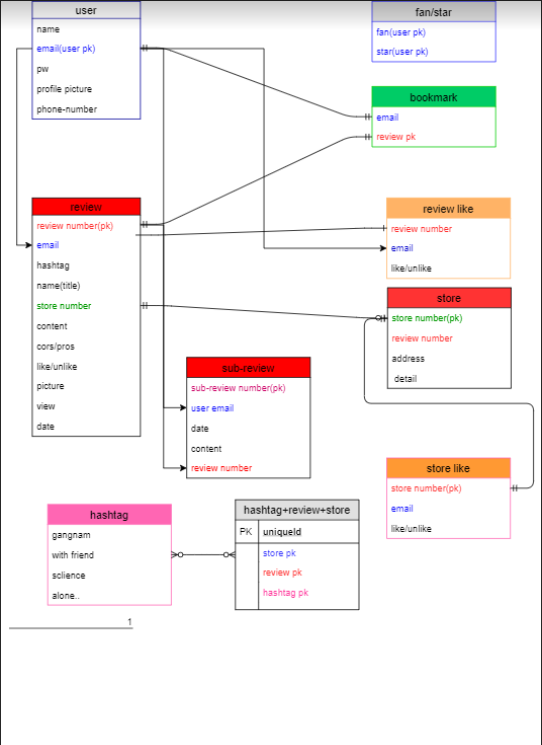 user
name
email(user pk)
pw
profile picture
phone-number
fan/star
fan(user pk)
star(user pk)
bookmark
email
review pk
review
review number(pk)
email
hashtag
name(title)
store number
content
cors/pros
like/unlike
picture
view
date
review like
review number
email
like/unlike
store
store number(pk)
review number
address
detail
sub-review
sub-review number(pk)
user email
date
content
review number
store like
store number(pk)
email
like/unlike
hashtag
gangnam
with friend
sclience
alone..
hashtag+review+store
PK uniqueId
store pk
review pk
hashtag pk
1